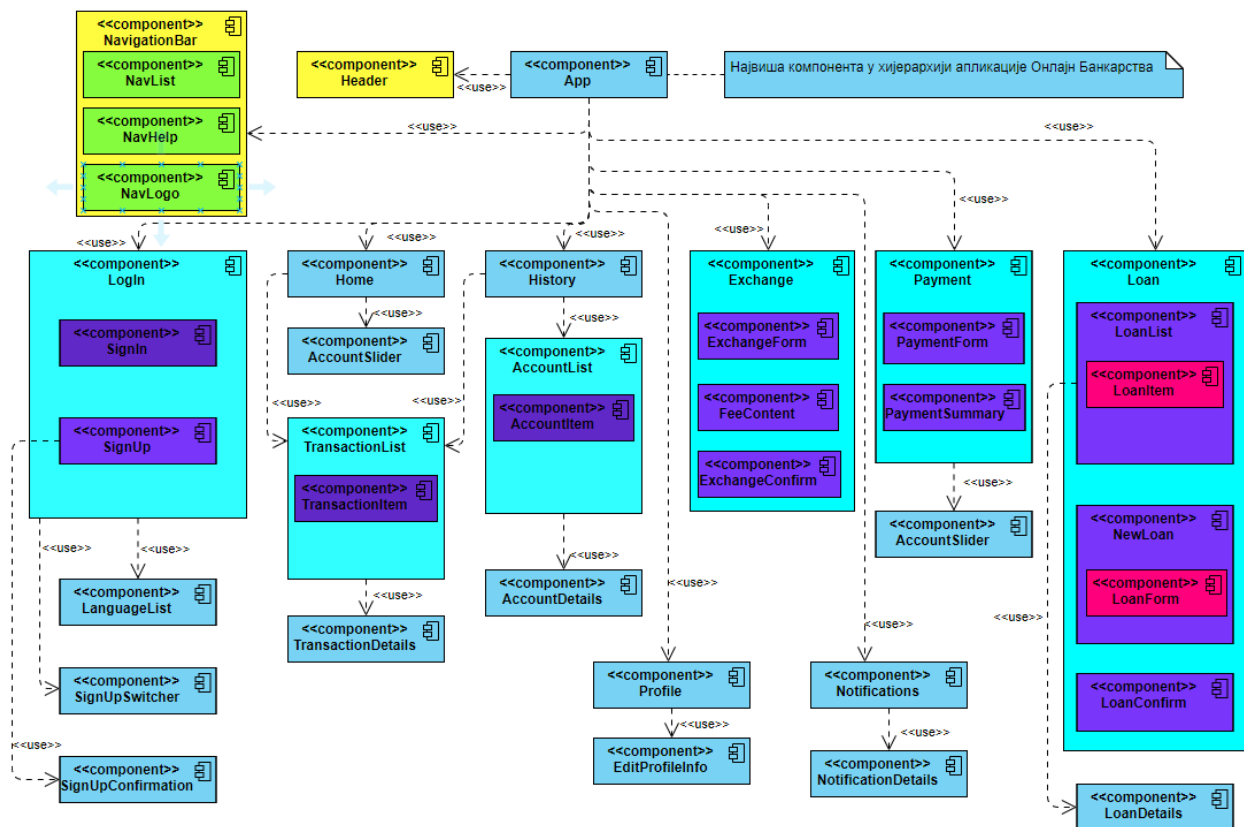 <<component>>
NavigationBar
<<component>>
NavList
<<component>>
NavHelp
<<component>>
NavLogo
<<component>>
Header
<<use>>
<<component>>
App
Највиша компонента у хијерархији апликације Онлајн Банкарства
<<use>>
<<use>>
<<use>>
<<use>>
<<use>>
<<use>>
<<use>>
<<component>>
LogIn
<<component>>
SignIn
<<component>>
SignUp
<<use>>
<<use>>
<<component>>
LanguageList
<<component>>
SignUpSwitcher
<<use>>
<<component>>
SignUpConfirmation
<<component>>
Home
<<use>>
<<component>>
AccountSlider
<<use>>
<<component>>
TransactionList
<<component>>
TransactionItem
<<use>>
<<component>>
TransactionDetails
<<component>>
History
<<use>>
<<use>>
<<component>>
AccountList
<<component>>
AccountItem
<<use>>
<<component>>
AccountDetails
<<component>>
Exchange
<<component>>
ExchangeForm
<<component>>
FeeContent
<<component>>
ExchangeConfirm
<<use>>
<<component>>
Profile
<<use>>
<<component>>
EditProfileInfo
<<component>>
Payment
<<component>>
PaymentForm
<<component>>
PaymentSummary
<<use>>
<<component>>
AccountSlider
<<use>>
<<component>>
Notifications
<<use>>
<<component>>
NotificationDetails
<<component>>
Loan
<<component>>
LoanList
<<component>>
LoanItem
<<component>>
NewLoan
<<component>>
LoanForm
<<component>>
LoanConfirm
<<use>>
<<component>>
LoanDetails